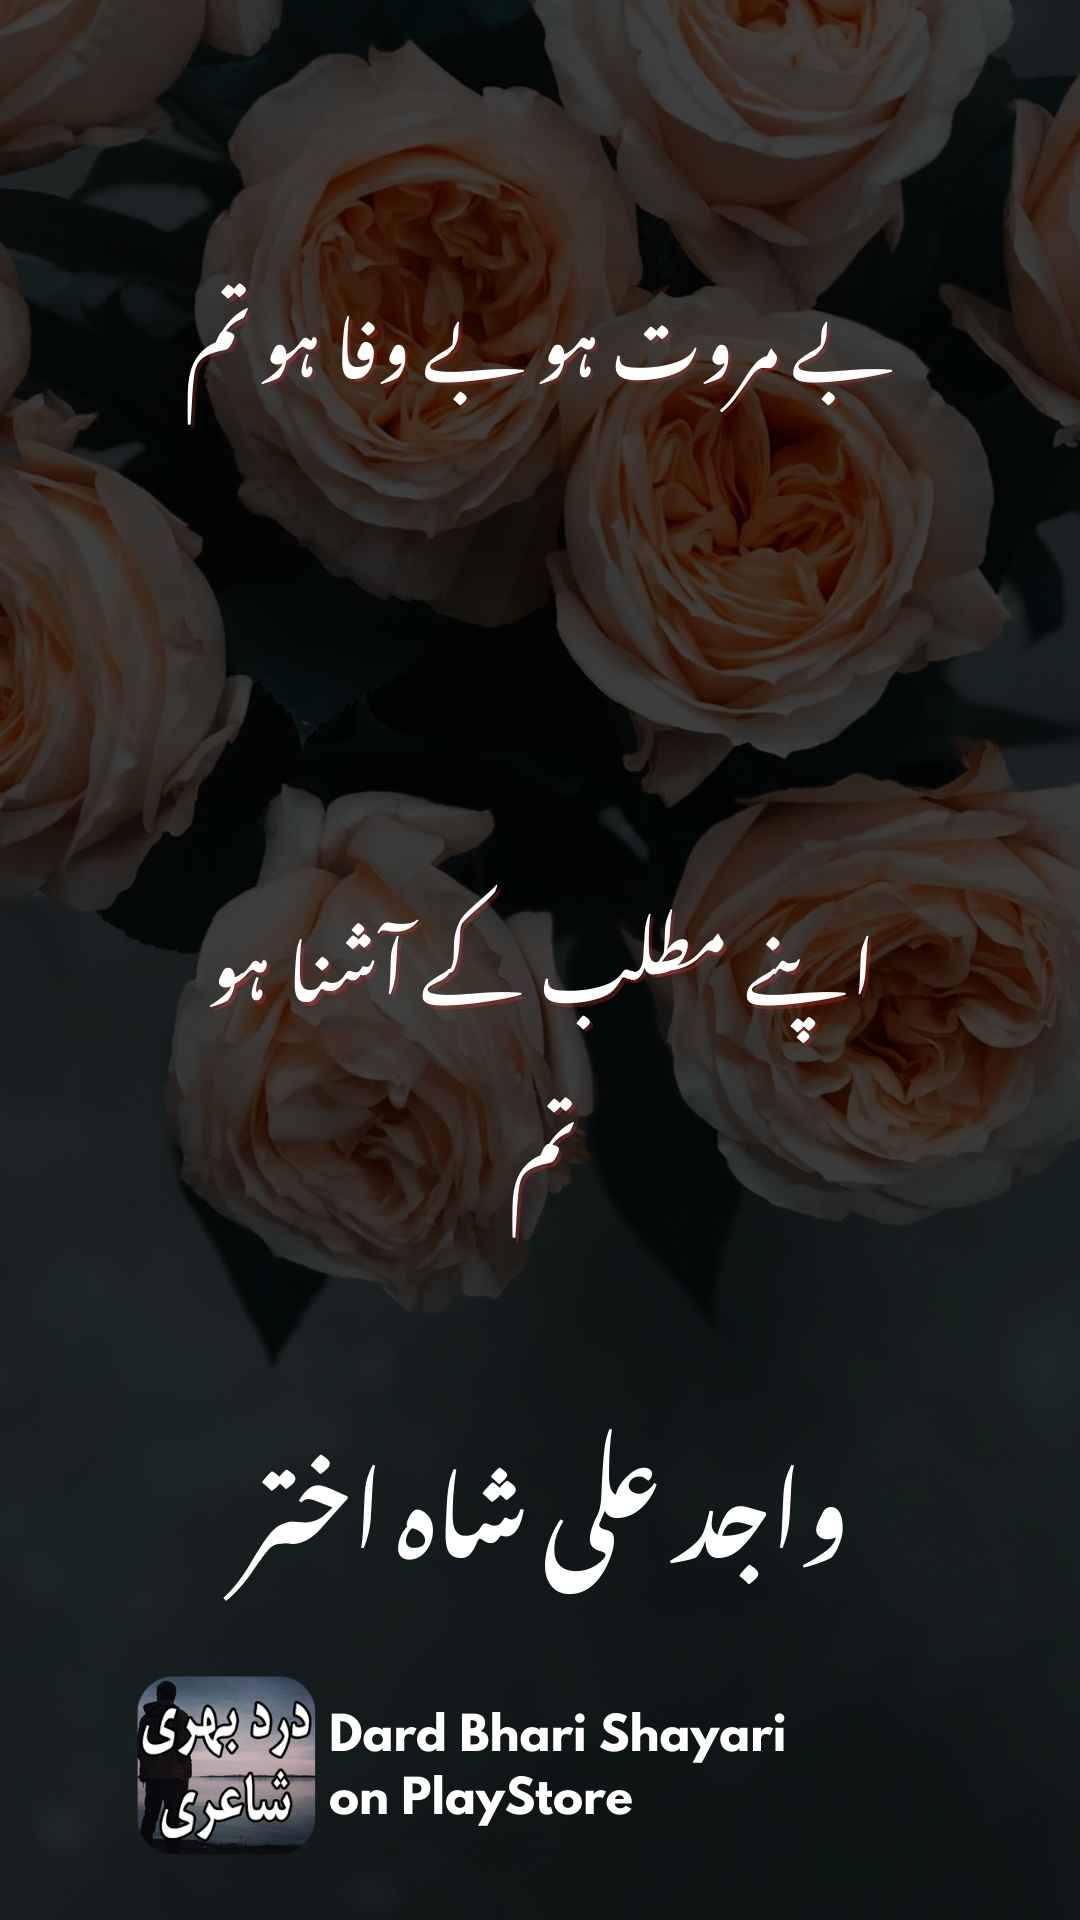 بے مروت ہو بے وفا ہو تم
اپنے مطلب کے آشنا ہو
تم
واجد علی شاہ اختر
درد بھری
شاعری
Dard Bhari Shayari
on PlayStore